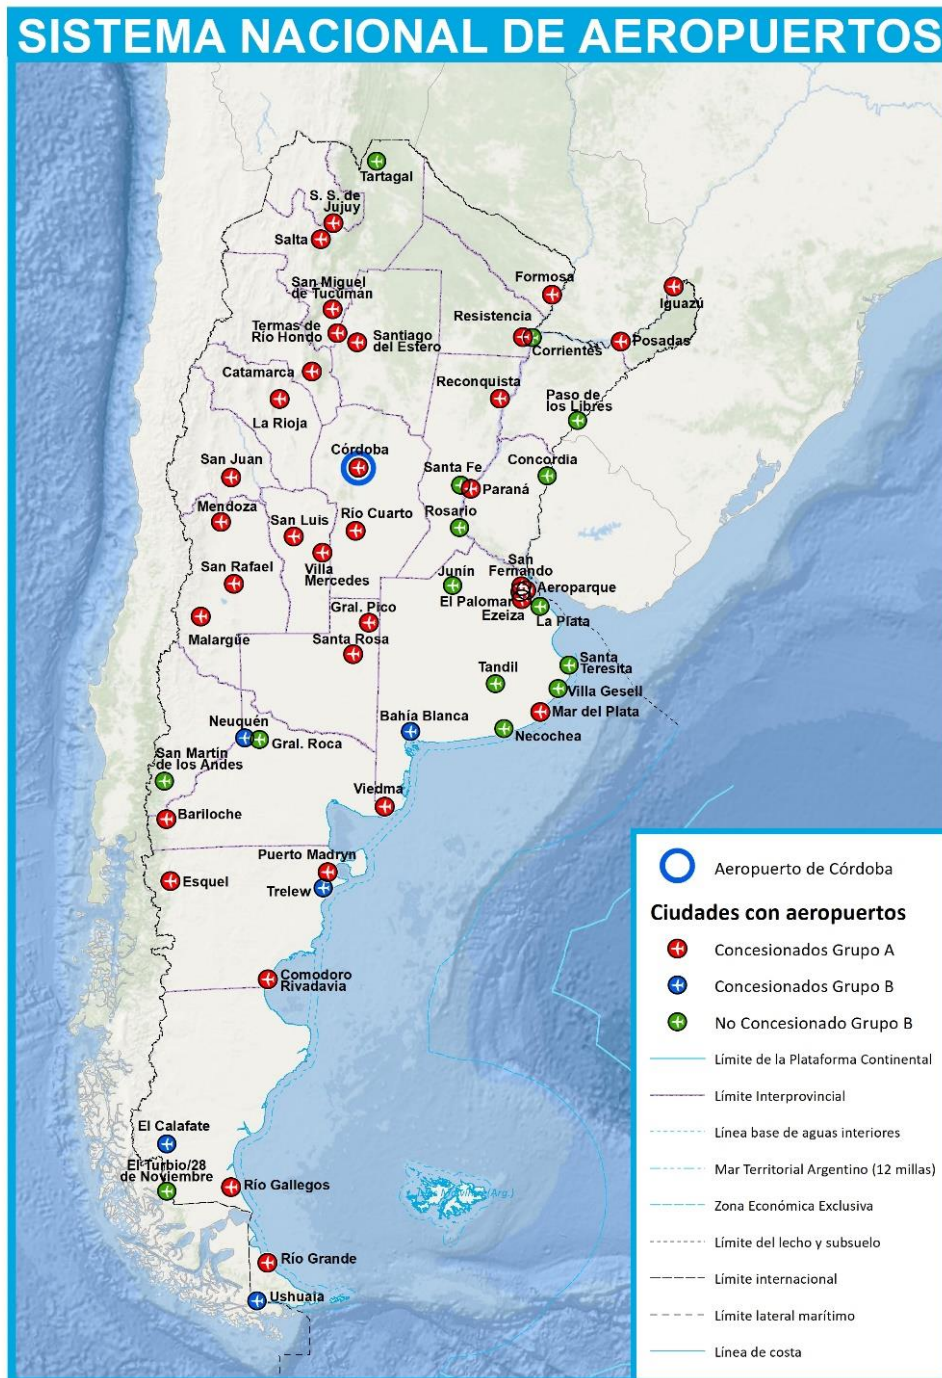 SISTEMA NACIONAL DE AEROPUERTOS
Tartagal
S. S. de
Jujuy
Salta
San Miguel
de Tucumán
Formosa
Iguazú
Termas de
Río Hondo
Santiago
del Estero
Resistencia
Corrientes
Posadas
Catamarca
Reconquista
Paso de
los Libres
La Rioja
Córdoba
San Juan
Santa Fe
Concordia
Paraná
Mendoza
San Luis
Río Cuarto
Rosario
Villa
Mercedes
San Rafael
Junín
San
Fernando
Aeroparque
El Palomar
Ezeiza
La Plata
Gral. Pico
Malargüe
Santa Rosa
Santa
Teresita
Tandil
Villa Gesell
Mar del Plata
Neuquén
Gral. Roca
Bahía Blanca
Necochea
San Martín
de los Andes
Viedma
Bariloche
Puerto Madryn
Esquel
Trelew
Comodoro
Rivadavia
El Calafate
El Turbio/28
de Noviembre
Río Gallegos
(Arg.)
Río Grande
Ushuaia
Aeropuerto de Córdoba
Ciudades con aeropuertos
Concesionados Grupo A
Concesionados Grupo B
No Concesionado Grupo B
Límite de la Plataforma Continental
Límite Interprovincial
Línea base de aguas interiores
Mar Territorial Argentino (12 millas)
Zona Económica Exclusiva
Límite del lecho y subsuelo
Límite internacional
Límite lateral marítimo
Línea de costa